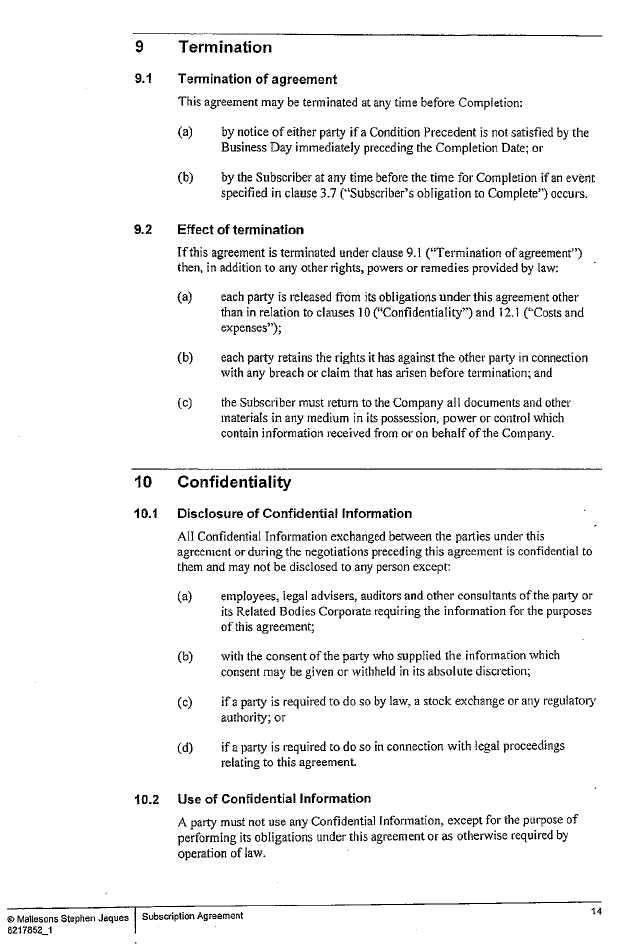 9 Termination
9.1 Termination of agreement
This agreement may be terminated at any time before Completion:
(a) by notice of either party if a Condition Precedent is not satisfied by the
Business Day immediately preceding the Completion Date; or
(b) by the Subscriber at any time before the time for Completion if an event
specified in clause 3.7 ("Subscriber's obligation to Complete") occurs.
9.2 Effect of termination
If this agreement is terminated under clause 9.1 ("Termination of agreement")
then, in addition to any other rights, powers or remedies provided by law:
(a) each party is released from its obligations under this agreement other
than in relation to clauses 10 ("Confidentiality") and 12.1 ("Costs and
expenses");
(b) each party retains the rights it has against the other party in connection
with any breach or claim that has arisen before termination; and
(c) the Subscriber must return to the Company all documents and other
materials in any medium in its possession, power or control which
contain information received from or on behalf of the Company.
10 Confidentiality
10.1 Disclosure of Confidential Information
All Confidential Information exchanged between the parties under this
agreement or during the negotiations preceding this agreement is confidential to
them and may not be disclosed to any person except:
(a) employees, legal advisers, auditors and other consultants of the party or
its Related Bodies Corporate requiring the information for the purposes
of this agreement;
(b) with the consent of the party who supplied the information which
consent may be given or withheld in its absolute discretion;
(c) if a party is required to do so by law, a stock exchange or any regulatory
authority; or
(d) if a party is required to do so in connection with legal proceedings
relating to this agreement.
10.2 Use of Confidential Information
A party must not use any Confidential Information, except for the purpose of
performing its obligations under this agreement or as otherwise required by
operation of law.
© Mallesons Stephen Jaques Subscription Agreement 14
8217852_1